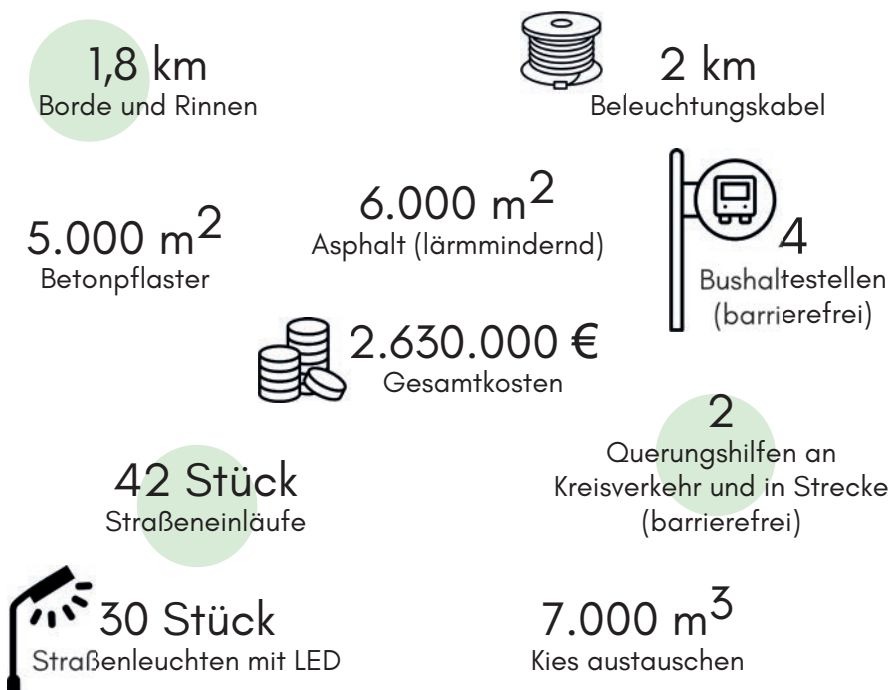 1,8 km
Borde und Rinnen
2 km
Beleuchtungskabel
5.000 m²
Betonpflaster
6.000 m²
Asphalt (lärmmindernd)
4
Bushaltestellen
(barrierefrei)
2.630.000 €
Gesamtkosten
42 Stück
Straßeneinläufe
2
Querungshilfen an
Kreisverkehr und in Strecke
(barrierefrei)
30 Stück
Straßenleuchten mit LED
7.000 m³
Kies austauschen